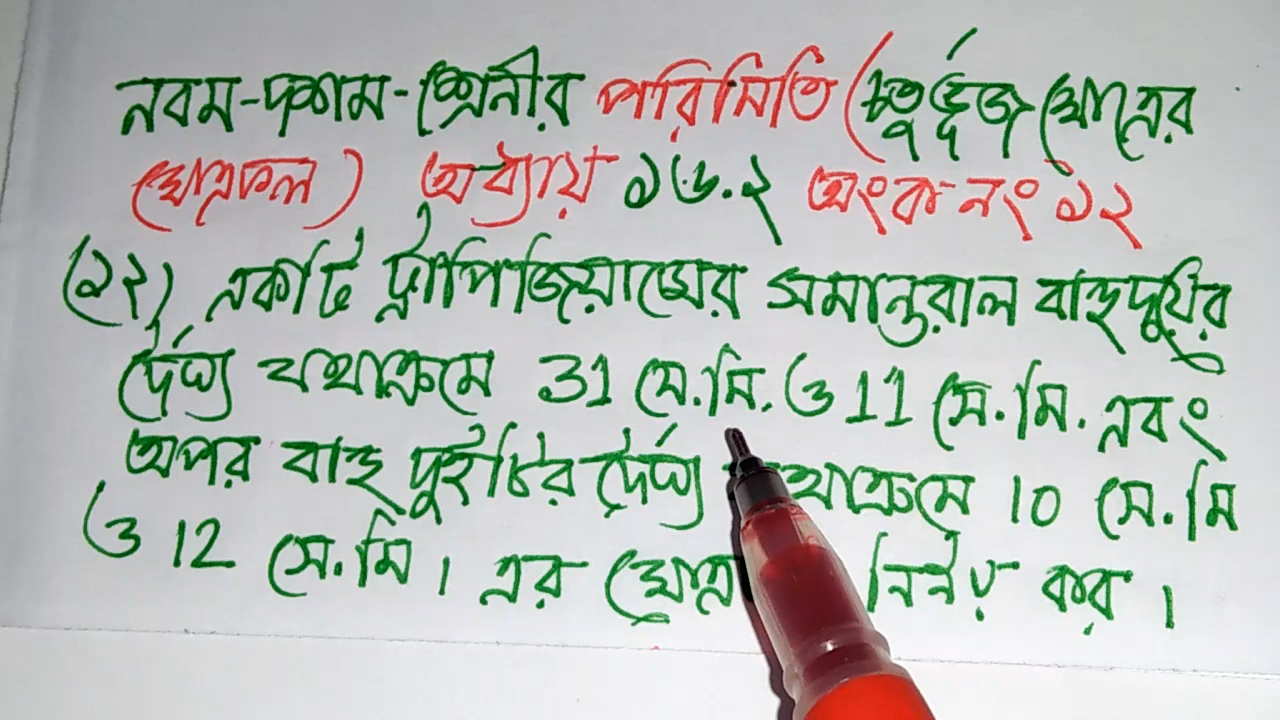 নবম-দশম-শ্রেনীর পরিমিতি (চতুর্ভূজ ক্ষেত্রের
ক্ষেত্রফল) অধ্যায় ১৬.২ অংক নং ১২
(১২) একটি ট্রাপিজিয়ামের সমান্তরাল বাহু দুটির
দৈর্ঘ্য যথাক্রমে 31 সে.মি. ও 11 সে.মি. এবং
অপর বাহু দুইটির দৈর্ঘ্য যথাক্রমে 10 সে.মি
ও 12 সে.মি। এর নির্নয় কর।